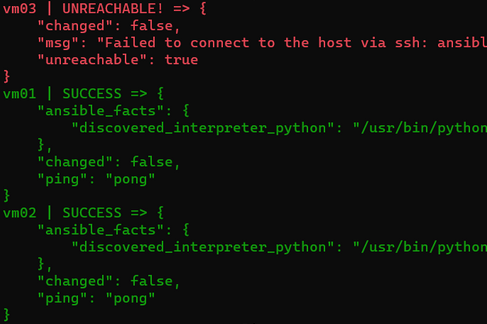 vm03 | UNREACHABLE! => {
    "changed": false,
    "msg": "Failed to connect to the host via ssh: ansibl
    "unreachable": true
}
vm01 | SUCCESS => {
    "ansible_facts": {
        "discovered_interpreter_python": "/usr/bin/python
    },
    "changed": false,
    "ping": "pong"
}
vm02 | SUCCESS => {
    "ansible_facts": {
        "discovered_interpreter_python": "/usr/bin/python
    },
    "changed": false,
    "ping": "pong"
}